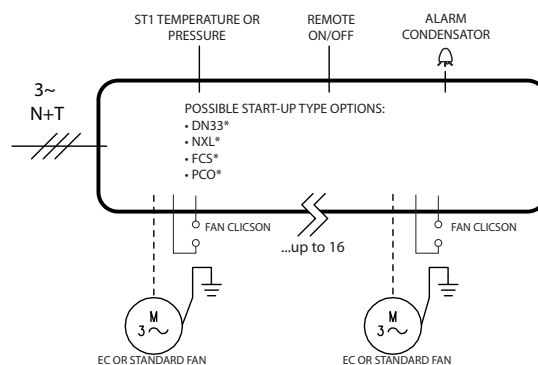 ST1 TEMPERATURE OR
PRESSURE
REMOTE
ON/OFF
ALARM
CONDENSATOR
3~
N+T
POSSIBLE START-UP TYPE OPTIONS:
• DN33*
• NXL*
• FCS*
• PCO*
FAN CLICSON
...up to 16
FAN CLICSON
M
3 ~
EC OR STANDARD FAN
M
3 ~
EC OR STANDARD FAN